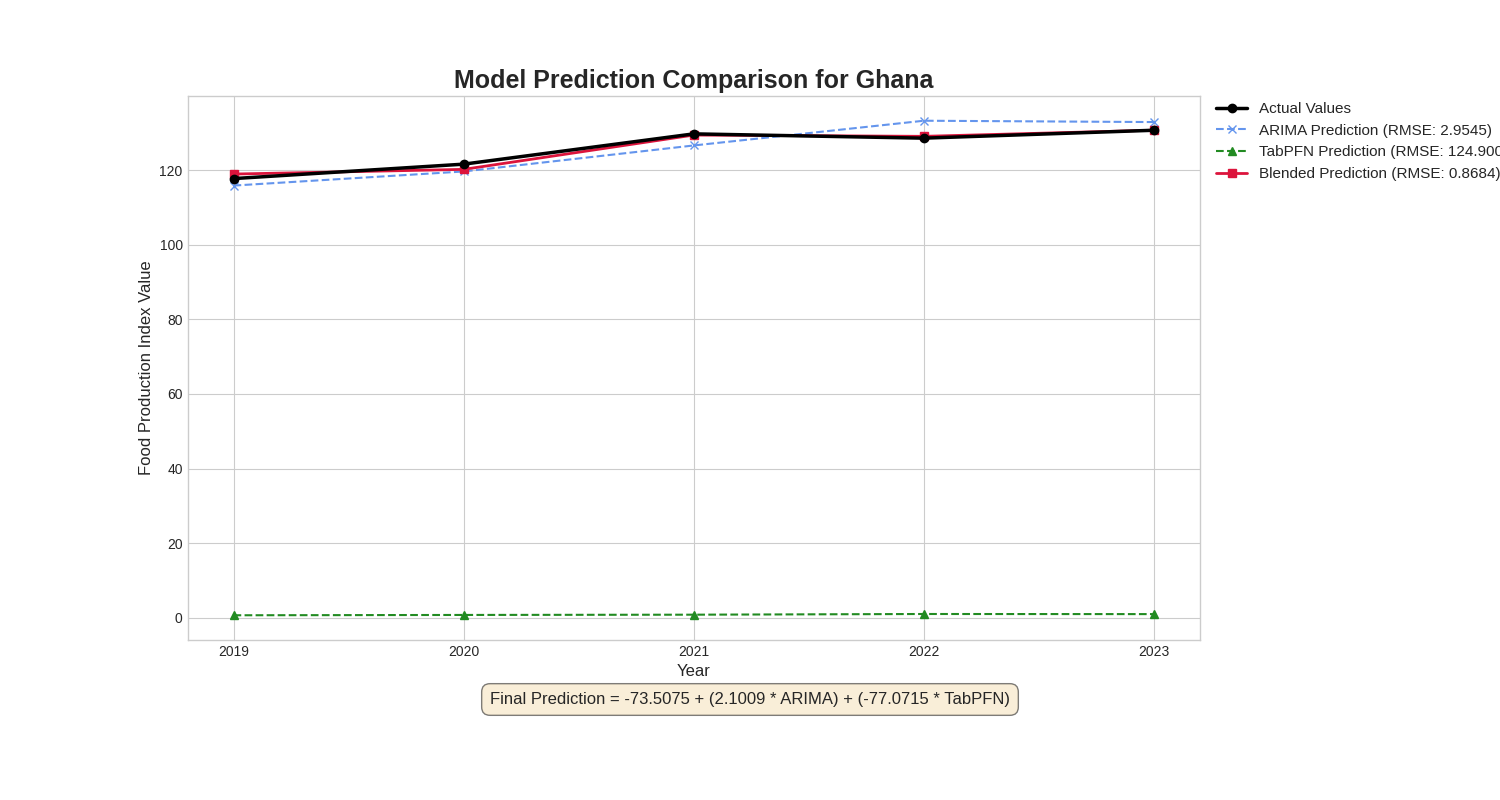 Model Prediction Comparison for Ghana
Actual Values
ARIMA Prediction (RMSE: 2.9545)
TabPFN Prediction (RMSE: 124.900
Blended Prediction (RMSE: 0.8684)
Food Production Index Value
120
100
80
60
40
20
0
2019 2020 2021 2022 2023
Year
Final Prediction = -73.5075 + (2.1009 * ARIMA) + (-77.0715 * TabPFN)